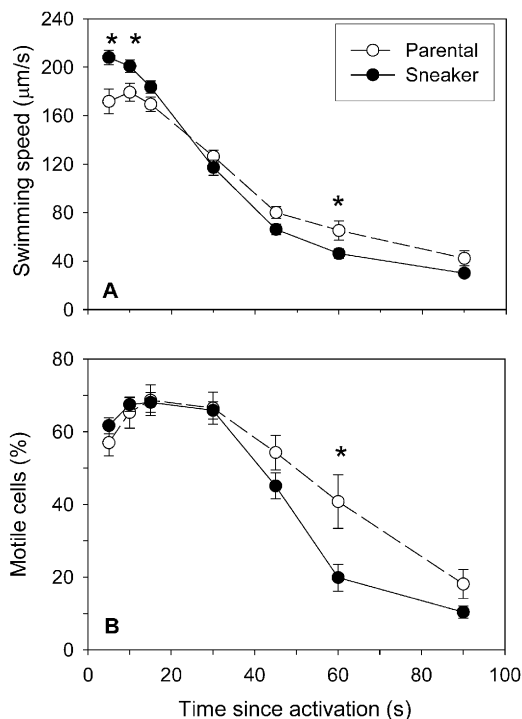 240
200
160
120
80
40
0
Swimming speed (μm/s)
* *
*
Parental
Sneaker
A
80
60
40
20
0
Motile cells (%)
*
B
0 20 40 60 80 100
Time since activation (s)